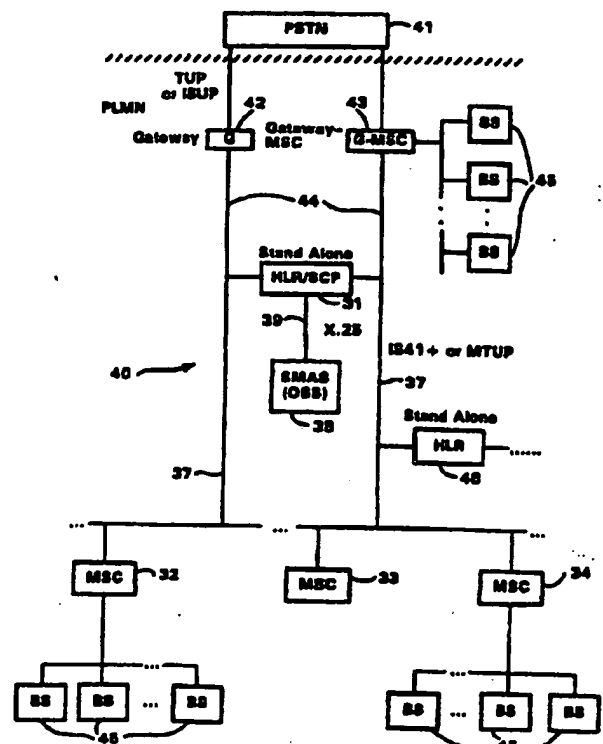 PSTN 41
TUP
or ISUP
PLMN
42
43
Gateway G
Gateway-
MSC
G-MSC
BS
BS
BS
45
44
Stand Alone
HLR/SCP
31
39
X.25
IS41+ or MTUP
40
SMAS
(OSS)
38
37
Stand Alone
HLR
......
46
37
...
...
...
MSC 32
MSC 33
MSC 34
...
...
BS BS ... BS
BS ... BS BS
45